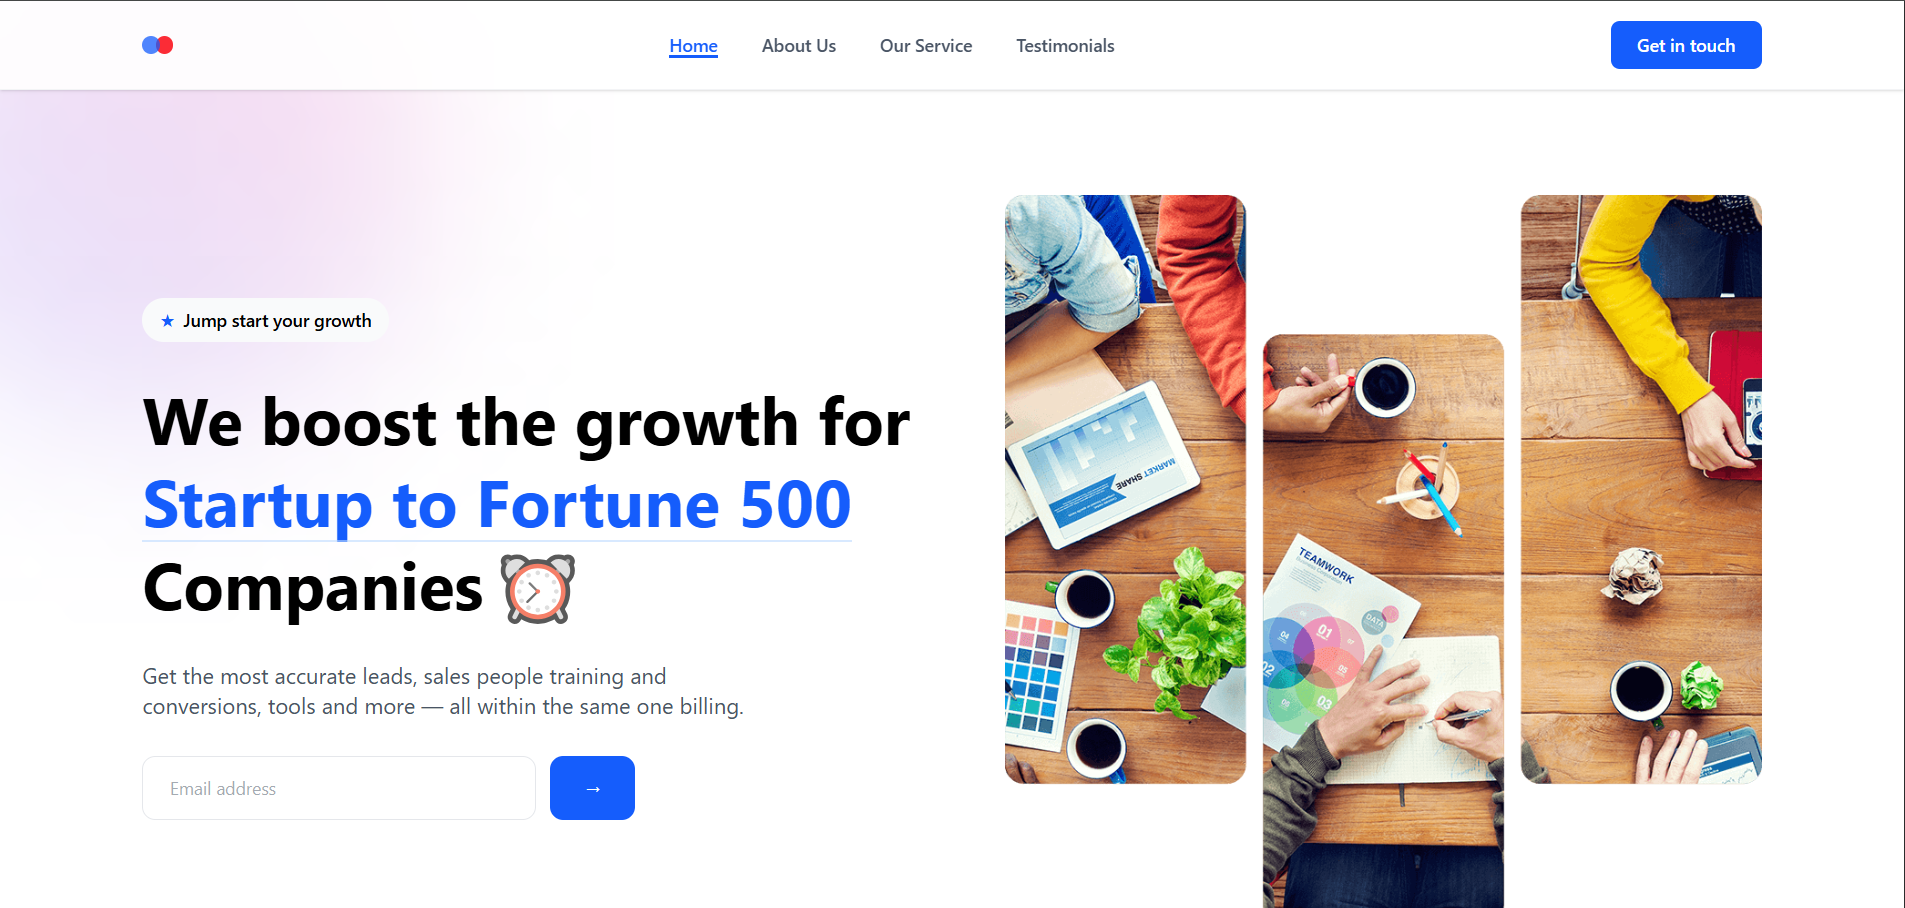 Home
About Us
Our Service
Testimonials
Get in touch
★ Jump start your growth
We boost the growth for
Startup to Fortune 500
Companies
Get the most accurate leads, sales people training and
conversions, tools and more — all within the same one billing.
Email address
→
MARKET SHARE
TEAMWORK
DATA
01
04
02
05
03